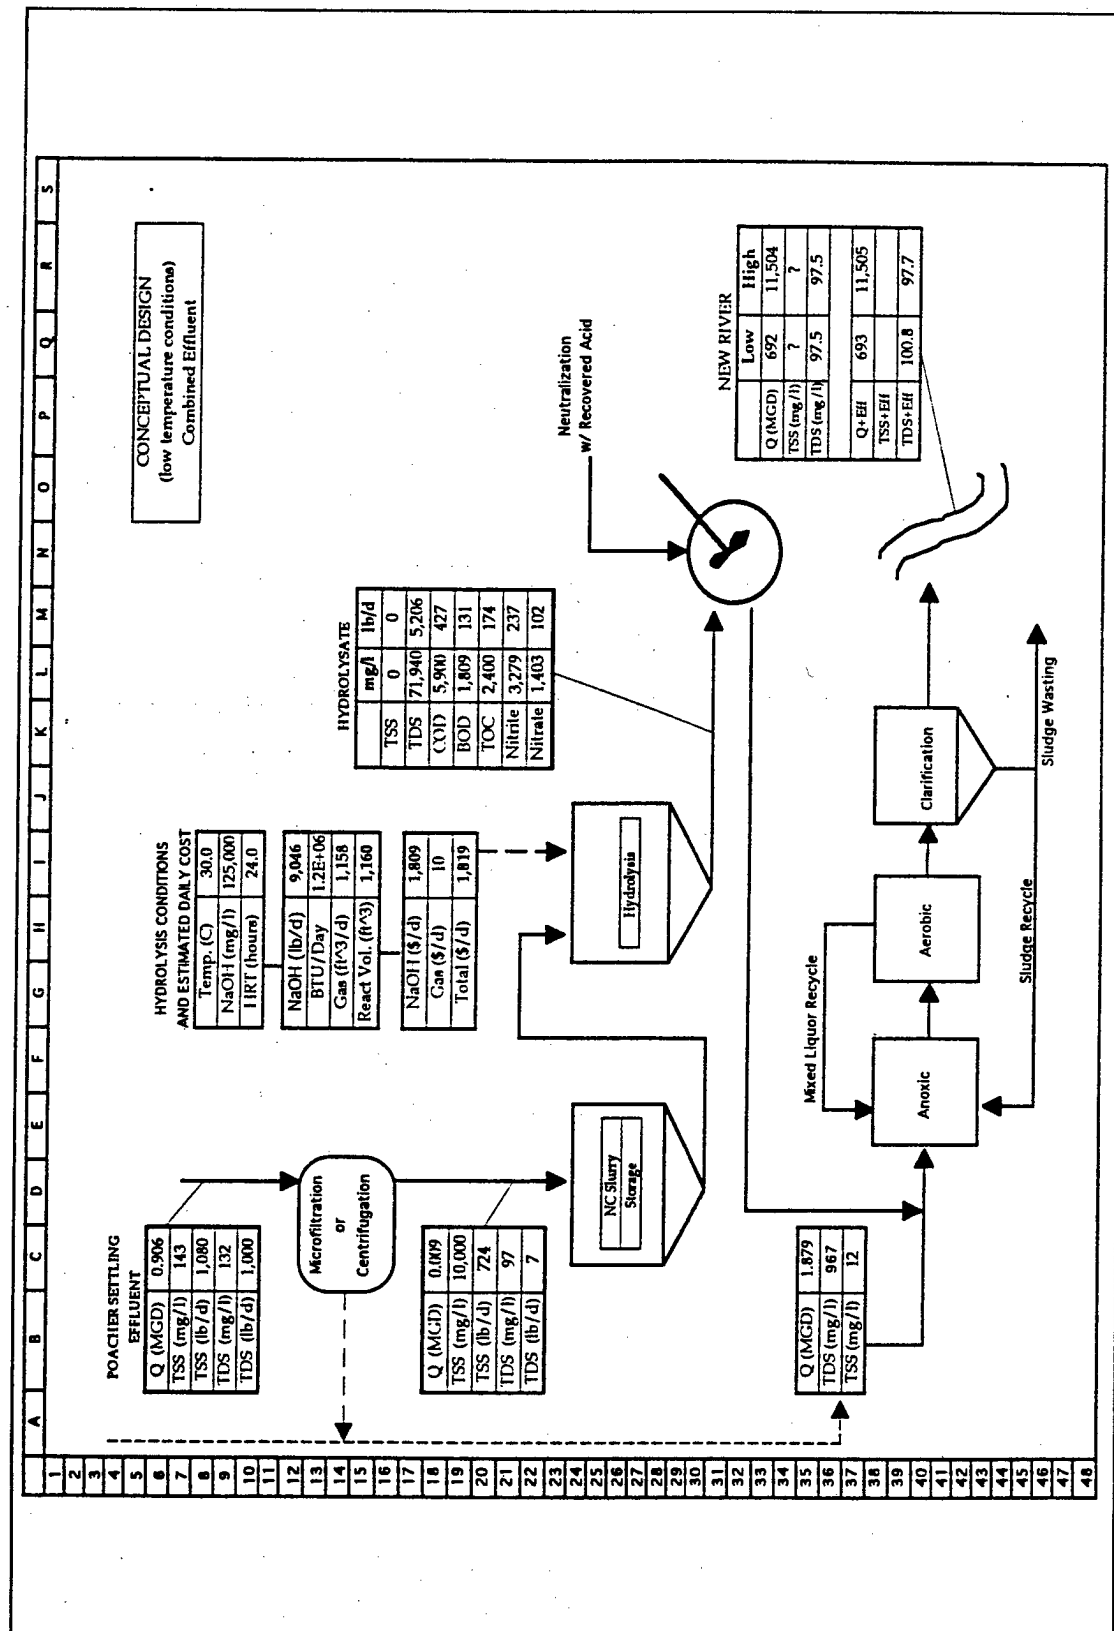 A B C D E F G H I J K L M N O P Q R S
1
2
3
4
5
6
7
8
9
10
11
12
13
14
15
16
17
18
19
20
21
22
23
24
25
26
27
28
29
30
31
32
33
34
35
36
37
38
39
40
41
42
43
44
45
46
47
48
CONCEPTUAL DESIGN
(low temperature conditions)
Combined Effluent
POACHER SETTLING
EFFLUENT
Q (MGD) 0.906
TSS (mg/l) 143
TSS (lb/d) 1,080
TDS (mg/l) 132
TDS (lb/d) 1,000
Microfiltration
or
Centrifugation
Q (MGD) 0.009
TSS (mg/l) 10,000
TSS (lb/d) 724
TDS (mg/l) 97
TDS (lb/d) 7
NC Slurry
Storage
HYDROLYSIS CONDITIONS
AND ESTIMATED DAILY COST
Temp. (C) 30.0
NaOH (mg/l) 125,000
HRT (hours) 24.0
NaOH (lb/d) 9,046
BTU/Day 1.2E+06
Gas (ft^3/d) 1,158
React Vol. (ft^3) 1,160
NaOH ($/d) 1,809
Gas ($/d) 10
Total ($/d) 1,819
Hydrolysis
HYDROLYSATE
mg/l lb/d
TSS 0 0
TDS 71,940 5,206
COD 5,900 427
BOD 1,809 131
TOC 2,400 174
Nitrile 3,279 237
Nitrate 1,403 102
Neutralization
w/ Recovered Acid
NEW RIVER
Low High
Q (MGD) 692 11,504
TSS (mg/l) ? ?
TDS (mg/l) 97.5 97.5
Q+Eff 693 11,505
TSS+Eff
TDS+Eff 100.8 97.7
Q (MGD) 1.879
TDS (mg/l) 967
TSS (mg/l) 12
Mixed Liquor Recycle
Anoxic
Aerobic
Clarification
Sludge Recycle
Sludge Wasting